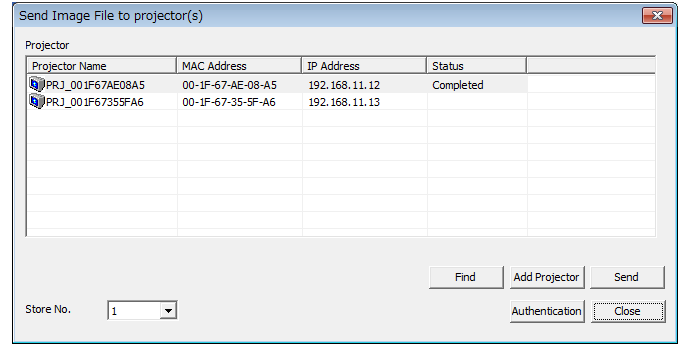 Send Image File to projector(s)
Projector
Projector Name MAC Address IP Address Status
PRJ_001F67AE08A5 00-1F-67-AE-08-A5 192.168.11.12 Completed
PRJ_001F67355FA6 00-1F-67-35-5F-A6 192.168.11.13
Find Add Projector Send
Store No. 1 Authentication Close